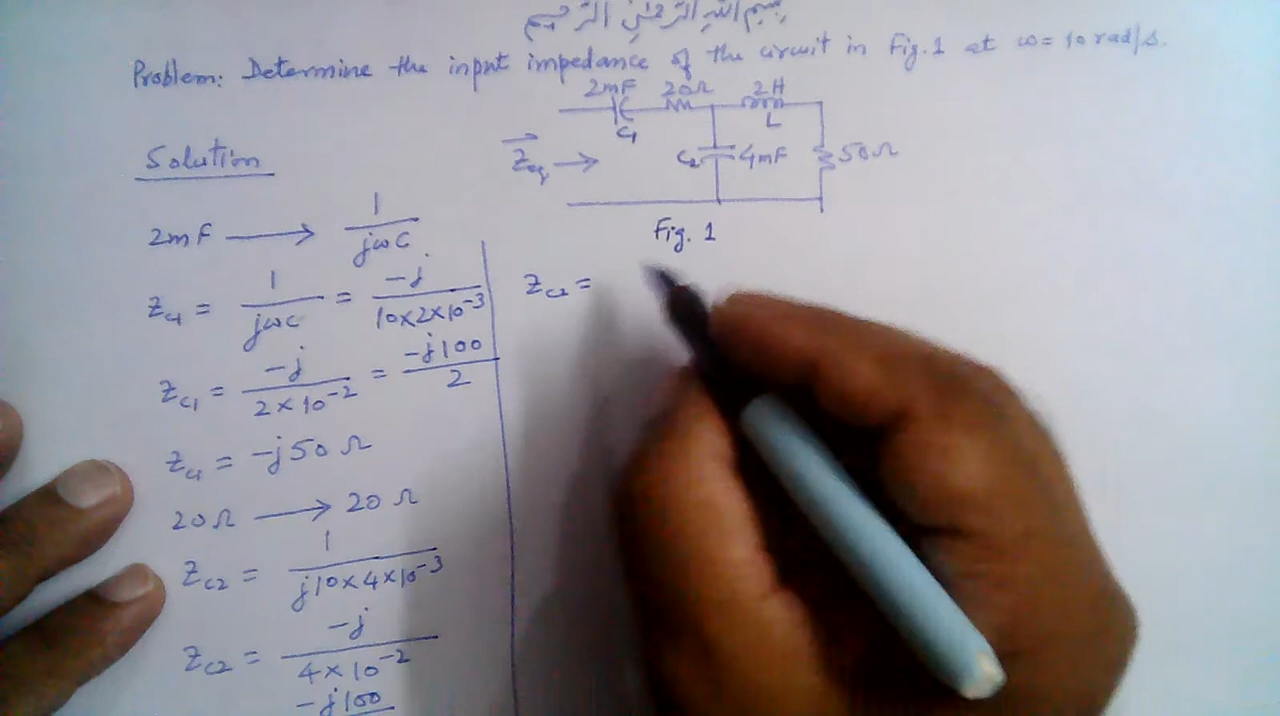 بسم الله الرحمن الرحيم
Problem: Determine the input impedance of the circuit in Fig. 1 at ω = 10 rad/s.
2mF 20Ω 2H
C1 L
Zeq → C2 4mF 50Ω
Fig. 1
Solution
2mF → 1/jωC
ZC1 = 1/jωC = -j/10×2×10^-3
ZC1 = -j/2×10^-2 = -j100/2
ZC1 = -j50 Ω
20Ω → 20 Ω
ZC2 = 1/j10×4×10^-3
ZC2 = -j/4×10^-2
-j100
ZC2 =